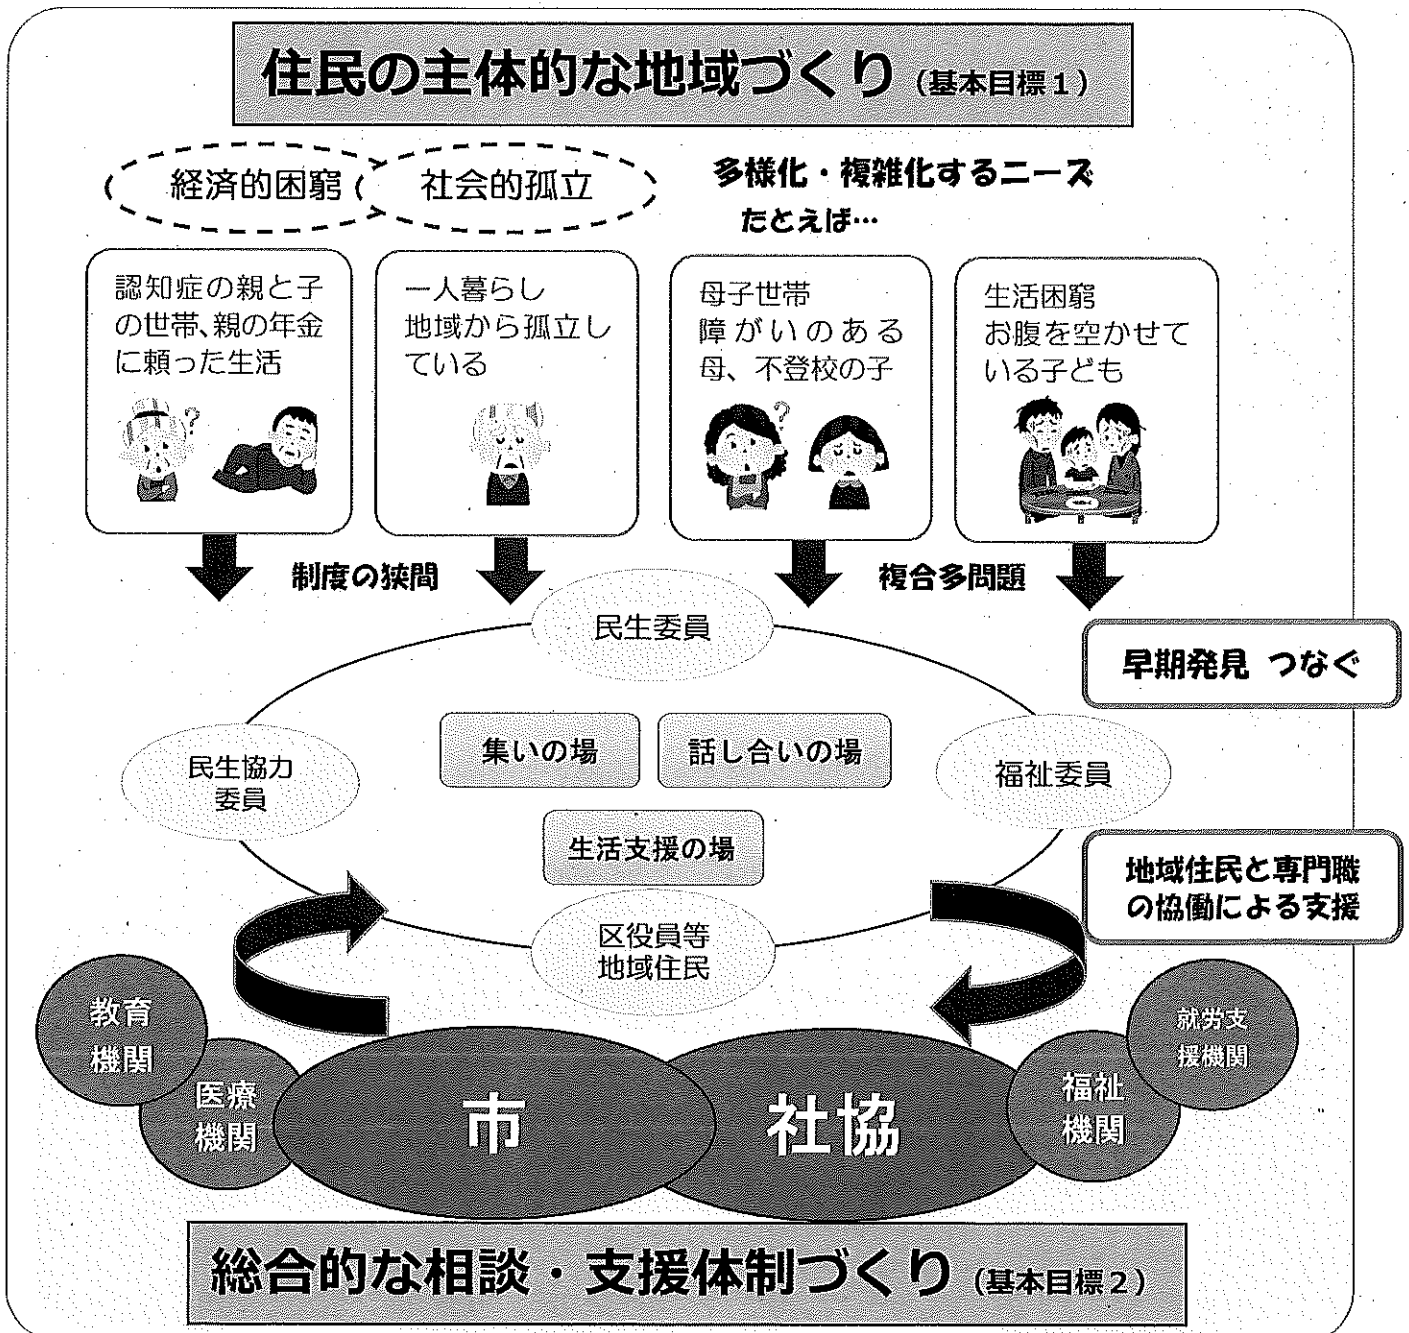 住民の主体的な地域づくり（基本目標１）
経済的困窮
社会的孤立
多様化・複雑化するニーズ
たとえば…
認知症の親と子
の世帯、親の年金
に頼った生活
一人暮らし
地域から孤立し
ている
母子世帯
障がいのある
母、不登校の子
生活困窮
お腹を空かせて
いる子ども
?
?
制度の狭間
複合多問題
民生委員
早期発見 つなぐ
集いの場
話し合いの場
民生協力
委員
福祉委員
生活支援の場
地域住民と専門職
の協働による支援
区役員等
地域住民
教育
機関
医療
機関
市
社協
福祉
機関
就労支
援機関
総合的な相談・支援体制づくり（基本目標２）